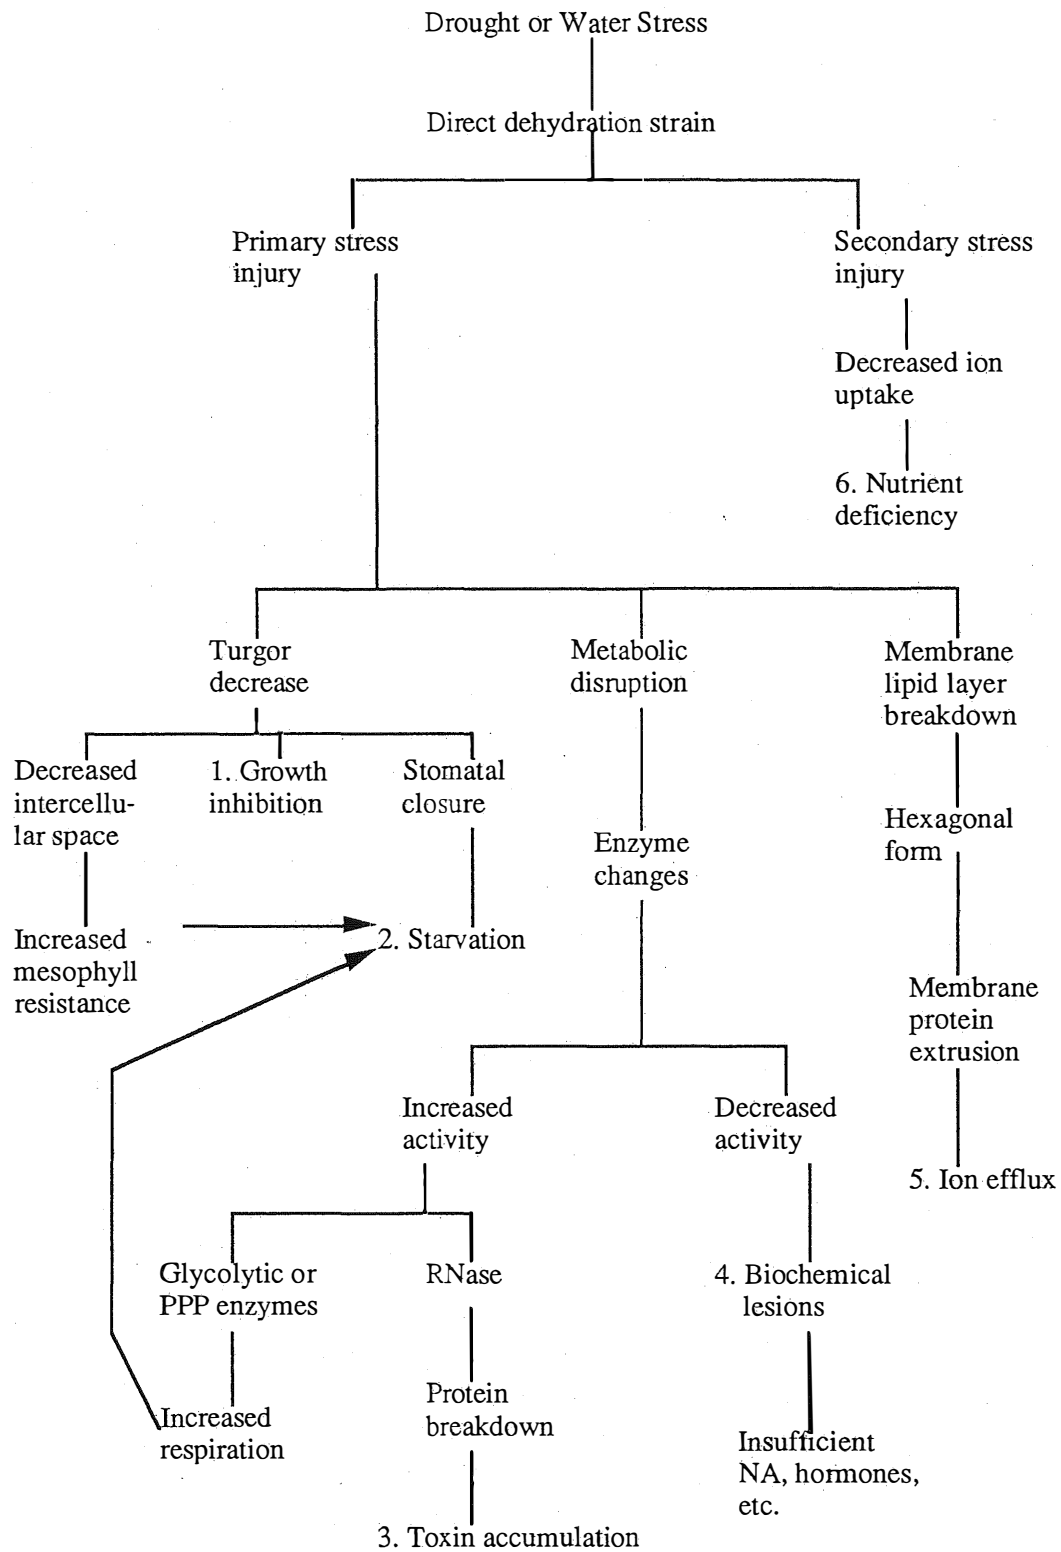 Drought or Water Stress
Direct dehydration strain
Primary stress
injury
Secondary stress
injury
Decreased ion
uptake
6. Nutrient
deficiency
Turgor
decrease
Metabolic
disruption
Membrane
lipid layer
breakdown
Decreased
intercellu-
lar space
1. Growth
inhibition
Stomatal
closure
Enzyme
changes
Hexagonal
form
Increased
mesophyll
resistance
2. Starvation
Membrane
protein
extrusion
Increased
activity
Decreased
activity
5. Ion efflux
Glycolytic or
PPP enzymes
RNase
4. Biochemical
lesions
Increased
respiration
Protein
breakdown
Insufficient
NA, hormones,
etc.
3. Toxin accumulation